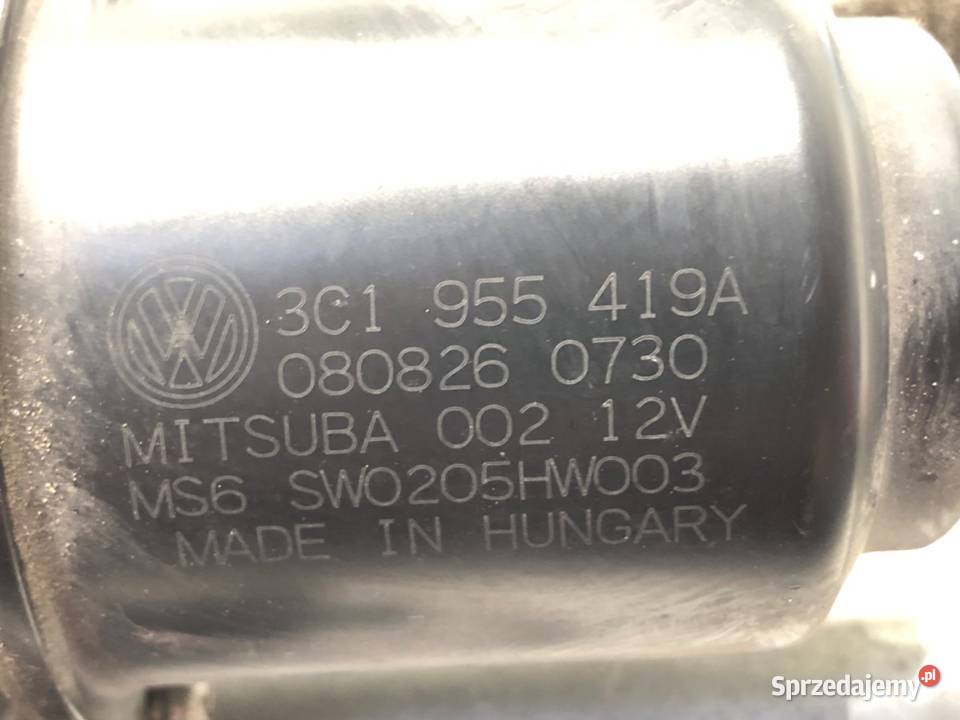 3C1 955 419A
080826 0730
MITSUBA 002 12V
MS6 SW0205HW003
MADE IN HUNGARY
Sprzedajemy.pl